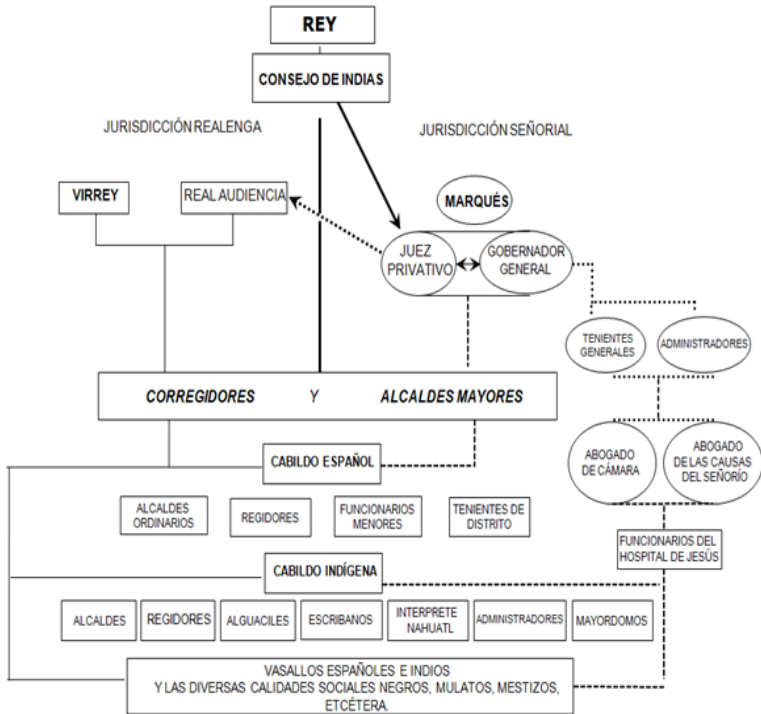 REY
CONSEJO DE INDIAS
JURISDICCIÓN REALENGA
JURISDICCIÓN SEÑORIAL
VIRREY
REAL AUDIENCIA
MARQUÉS
JUEZ
PRIVATIVO
GOBERNADOR
GENERAL
TENIENTES
GENERALES
ADMINISTRADORES
CORREGIDORES Y ALCALDES MAYORES
CABILDO ESPAÑOL
ABOGADO
DE CÁMARA
ABOGADO
DE LAS CAUSAS
DEL SEÑORÍO
ALCALDES
ORDINARIOS
REGIDORES
FUNCIONARIOS
MENORES
TENIENTES DE
DISTRITO
FUNCIONARIOS DEL
HOSPITAL DE JESÚS
CABILDO INDÍGENA
ALCALDES
REGIDORES
ALGUACILES
ESCRIBANOS
INTERPRETE
NAHUATL
ADMINISTRADORES
MAYORDOMOS
VASALLOS ESPAÑOLES E INDIOS
Y LAS DIVERSAS CALIDADES SOCIALES NEGROS, MULATOS, MESTIZOS,
ETCÉTERA.